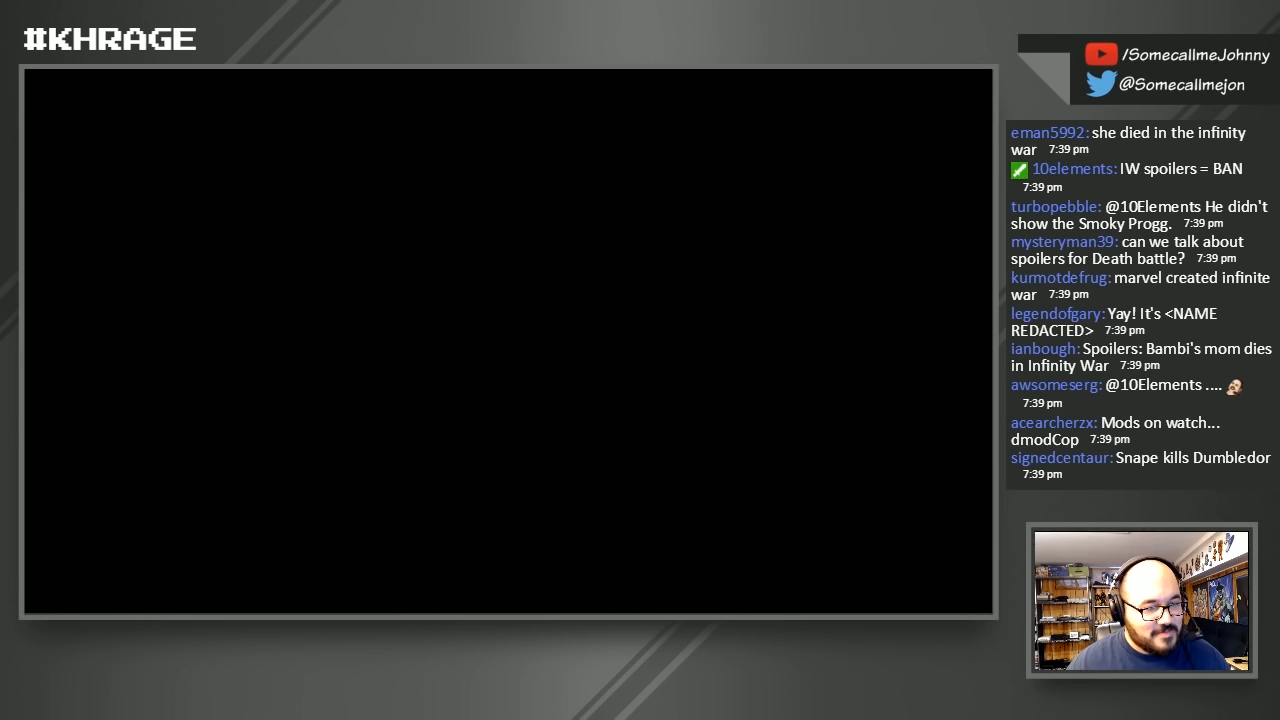 #KHRAGE
/SomecallmeJohnny
@Somecallmejon
eman5992: she died in the infinity
war 7:39 pm
10elements: IW spoilers = BAN
7:39 pm
turbopebble: @10Elements He didn't
show the Smoky Progg. 7:39 pm
mysteryman39: can we talk about
spoilers for Death battle? 7:39 pm
kurmotdefrug: marvel created infinite
war 7:39 pm
legendofgary: Yay! It's <NAME
REDACTED> 7:39 pm
ianbough: Spoilers: Bambi's mom dies
in Infinity War 7:39 pm
awsomeserg: @10Elements ....
7:39 pm
acearcherzx: Mods on watch...
dmodCop 7:39 pm
signedcentaur: Snape kills Dumbledor
7:39 pm